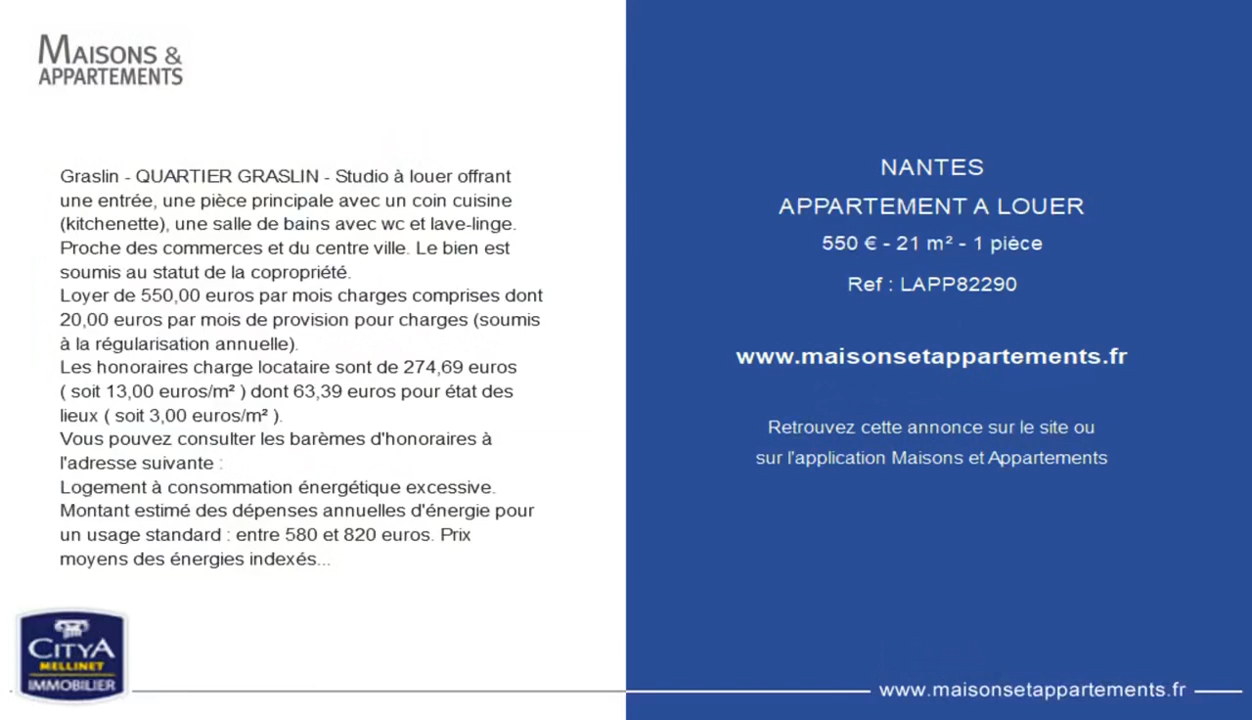 MAISONS &
APPARTEMENTS
Graslin - QUARTIER GRASLIN - Studio à louer offrant
une entrée, une pièce principale avec un coin cuisine
(kitchenette), une salle de bains avec wc et lave-linge.
Proche des commerces et du centre ville. Le bien est
soumis au statut de la copropriété.
Loyer de 550,00 euros par mois charges comprises dont
20,00 euros par mois de provision pour charges (soumis
à la régularisation annuelle).
Les honoraires charge locataire sont de 274,69 euros
( soit 13,00 euros/m² ) dont 63,39 euros pour état des
lieux ( soit 3,00 euros/m² ).
Vous pouvez consulter les barèmes d'honoraires à
l'adresse suivante :
Logement à consommation énergétique excessive.
Montant estimé des dépenses annuelles d'énergie pour
un usage standard : entre 580 et 820 euros. Prix
moyens des énergies indexés...
CITYA
MELLINET
IMMOBILIER
NANTES
APPARTEMENT A LOUER
550 € - 21 m² - 1 pièce
Ref : LAPP82290
www.maisonsetappartements.fr
Retrouvez cette annonce sur le site ou
sur l'application Maisons et Appartements
www.maisonsetappartements.fr